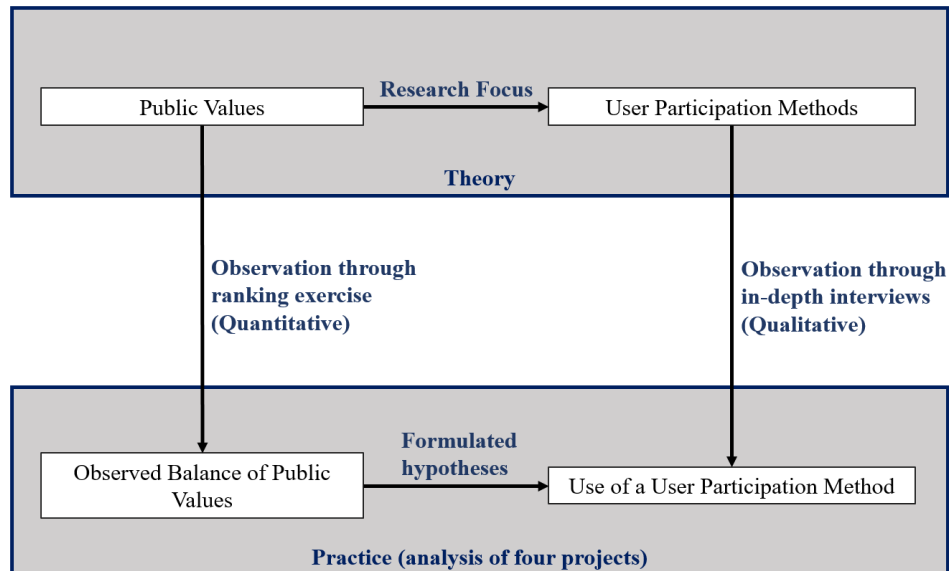 Research Focus
Public Values
User Participation Methods
Theory
Observation through
ranking exercise
(Quantitative)
Observation through
in-depth interviews
(Qualitative)
Formulated
hypotheses
Observed Balance of Public
Values
Use of a User Participation Method
Practice (analysis of four projects)